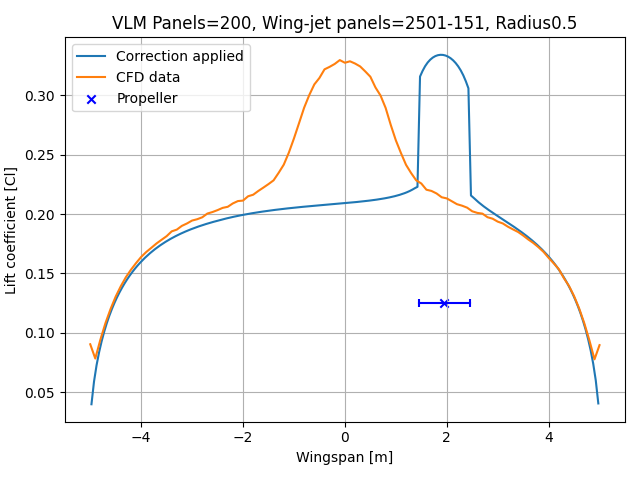 VLM Panels=200, Wing-jet panels=2501-151, Radius0.5
Correction applied
CFD data
Propeller
Lift coefficient [Cl]
0.30
0.25
0.20
0.15
0.10
0.05
−4 −2 0 2 4
Wingspan [m]